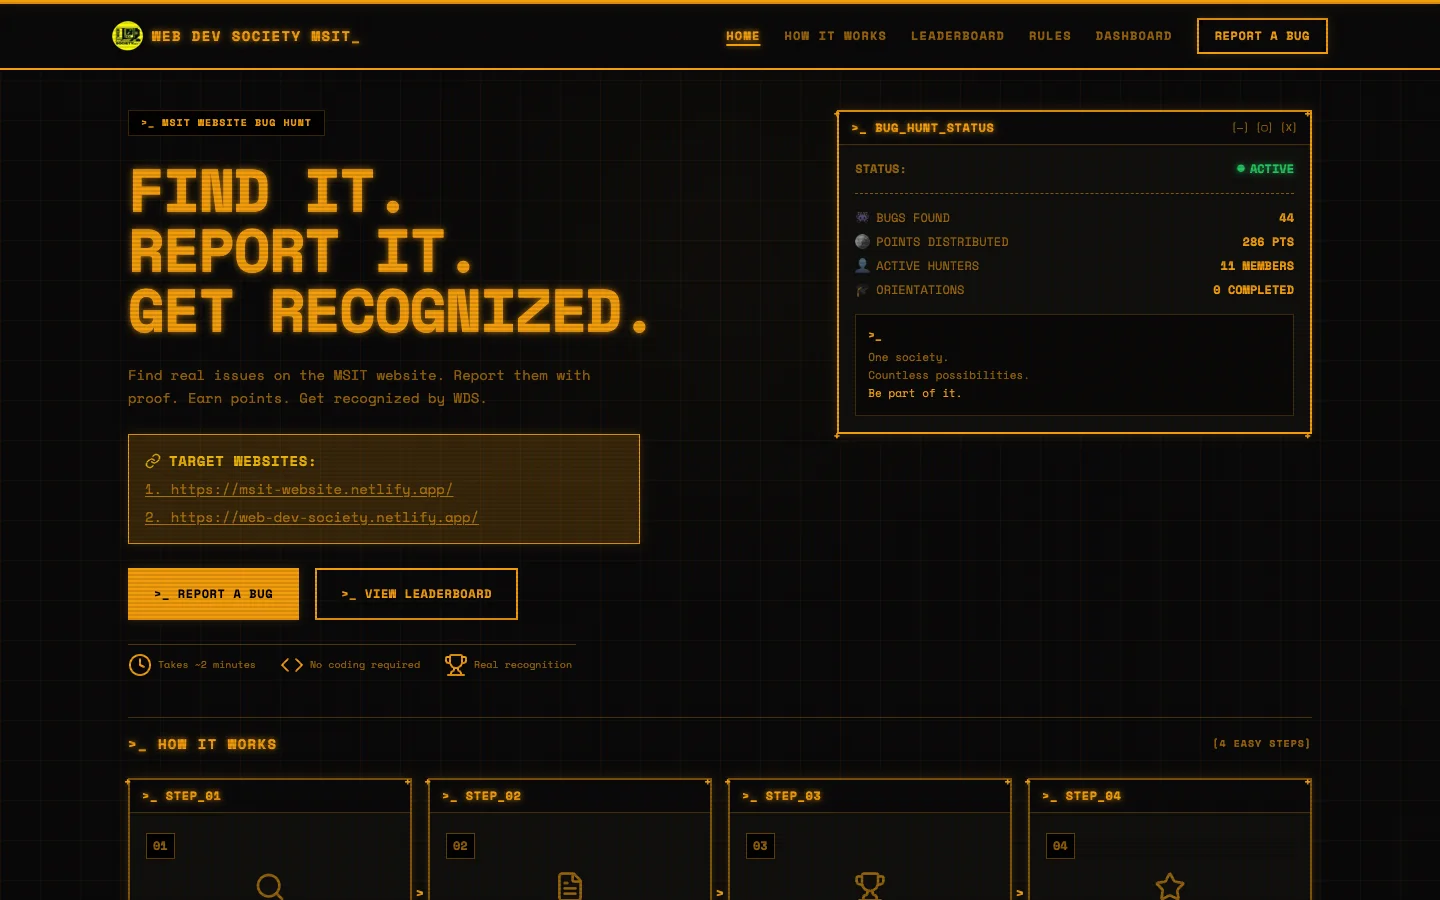 WEB DEV SOCIETY MSIT_
HOME
HOW IT WORKS
LEADERBOARD
RULES
DASHBOARD
REPORT A BUG
>_ MSIT WEBSITE BUG HUNT
FIND IT.
REPORT IT.
GET RECOGNIZED.
Find real issues on the MSIT website. Report them with
proof. Earn points. Get recognized by WDS.
TARGET WEBSITES:
1. https://msit-website.netlify.app/
2. https://web-dev-society.netlify.app/
>_ REPORT A BUG
>_ VIEW LEADERBOARD
Takes ~2 minutes
No coding required
Real recognition
>_ BUG_HUNT_STATUS
[—] [□] [X]
STATUS:
ACTIVE
BUGS FOUND
44
POINTS DISTRIBUTED
286 PTS
ACTIVE HUNTERS
11 MEMBERS
ORIENTATIONS
0 COMPLETED
>_
One society.
Countless possibilities.
Be part of it.
>_ HOW IT WORKS
[4 EASY STEPS]
>_ STEP_01
01
>
>_ STEP_02
02
>
>_ STEP_03
03
>
>_ STEP_04
04